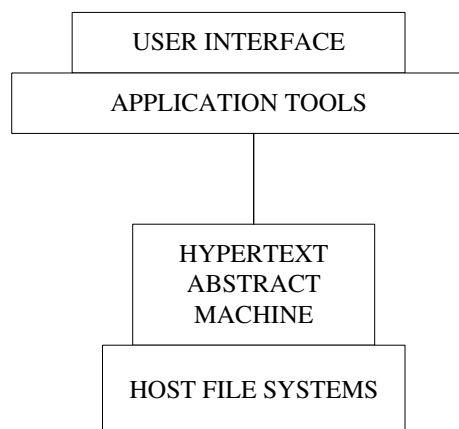 USER INTERFACE
APPLICATION TOOLS
HYPERTEXT
ABSTRACT
MACHINE
HOST FILE SYSTEMS